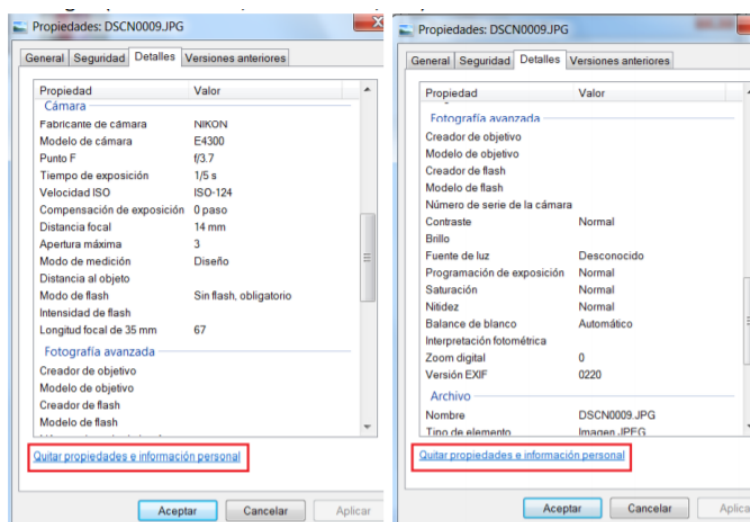 Propiedades: DSCN0009.JPG
General Seguridad Detalles Versiones anteriores
Propiedad Valor
Cámara
Fabricante de cámara NIKON
Modelo de cámara E4300
Punto F f/3.7
Tiempo de exposición 1/5 s
Velocidad ISO ISO-124
Compensación de exposición 0 paso
Distancia focal 14 mm
Apertura máxima 3
Modo de medición Diseño
Distancia al objeto
Modo de flash Sin flash, obligatorio
Intensidad de flash
Longitud focal de 35 mm 67
Fotografía avanzada
Creador de objetivo
Modelo de objetivo
Creador de flash
Modelo de flash
Quitar propiedades e información personal
Aceptar Cancelar Aplicar
Propiedades: DSCN0009.JPG
General Seguridad Detalles Versiones anteriores
Propiedad Valor
Fotografía avanzada
Creador de objetivo
Modelo de objetivo
Creador de flash
Modelo de flash
Número de serie de la cámara
Contraste Normal
Brillo
Fuente de luz Desconocido
Programación de exposición Normal
Saturación Normal
Nitidez Normal
Balance de blanco Automático
Interpretación fotométrica
Zoom digital 0
Versión EXIF 0220
Archivo
Nombre DSCN0009.JPG
Tipo de elemento Imagen JPEG
Quitar propiedades e información personal
Aceptar Cancelar Aplica